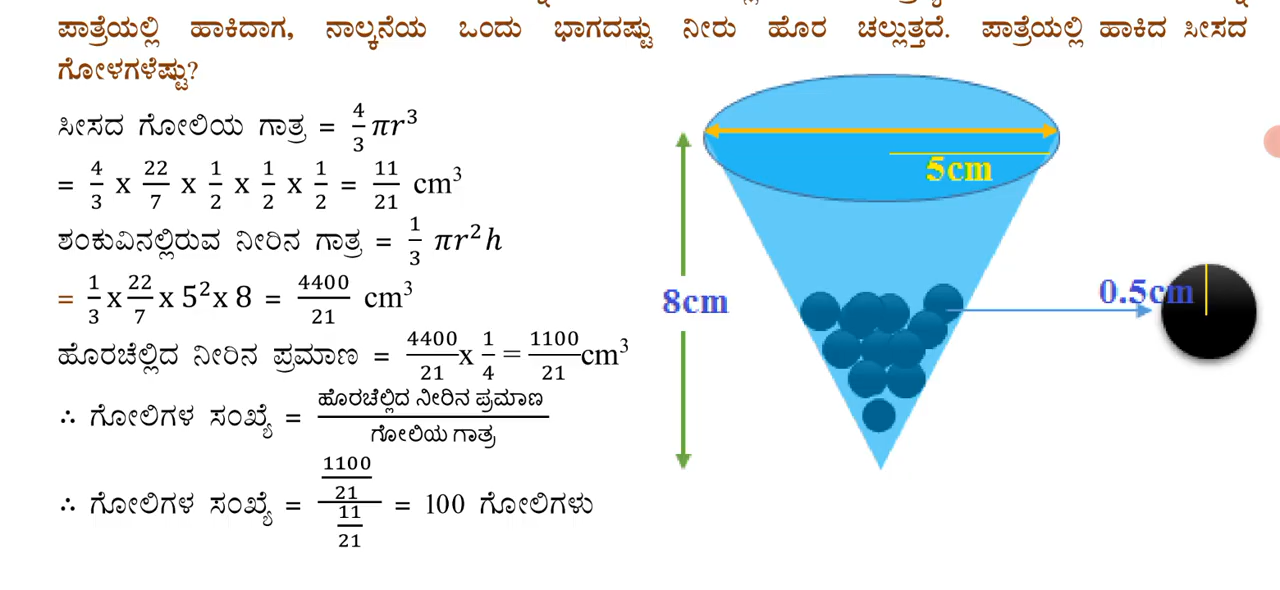 ಪಾತ್ರೆಯಲ್ಲಿ ಹಾಕಿದಾಗ, ನಾಲ್ಕನೆಯ ಒಂದು ಭಾಗದಷ್ಟು ನೀರು ಹೊರ ಚಲ್ಲುತ್ತದೆ. ಪಾತ್ರೆಯಲ್ಲಿ ಹಾಕಿದ ಸೀಸದ
ಗೋಳಗಳೆಷ್ಟು?
ಸೀಸದ ಗೋಲಿಯ ಗಾತ್ರ = 4/3 πr³
= 4/3 x 22/7 x 1/2 x 1/2 x 1/2 = 11/21 cm³
ಶಂಕುವಿನಲ್ಲಿರುವ ನೀರಿನ ಗಾತ್ರ = 1/3 πr²h
= 1/3 x 22/7 x 5² x 8 = 4400/21 cm³
ಹೊರಚೆಲ್ಲಿದ ನೀರಿನ ಪ್ರಮಾಣ = 4400/21 x 1/4 = 1100/21 cm³
∴ ಗೋಲಿಗಳ ಸಂಖ್ಯೆ = ಹೊರಚೆಲ್ಲಿದ ನೀರಿನ ಪ್ರಮಾಣ / ಗೋಲಿಯ ಗಾತ್ರ
∴ ಗೋಲಿಗಳ ಸಂಖ್ಯೆ = (1100/21) / (11/21) = 100 ಗೋಲಿಗಳು
5cm
8cm
0.5cm